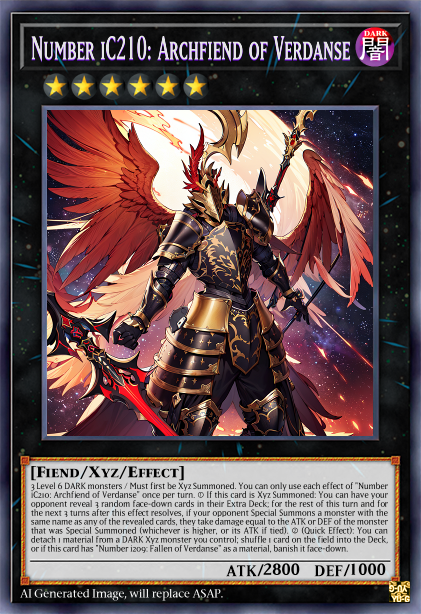 Number iC210: Archfiend of Verdanse
DARK
闇
[Fiend/Xyz/Effect]
3 Level 6 DARK monsters / Must first be Xyz Summoned. You can only use each effect of "Number
iC210: Archfiend of Verdanse" once per turn. ① If this card is Xyz Summoned: You can have your
opponent reveal 3 random face-down cards in their Extra Deck; for the rest of this turn and for
the next 3 turns after this effect resolves, if your opponent Special Summons a monster with the
same name as any of the revealed cards, they take damage equal to the ATK or DEF of the monster
that was Special Summoned (whichever is higher, or its ATK if tied). ② (Quick Effect): You can
detach 1 material from a DARK Xyz monster you control; shuffle 1 card on the field into the Deck,
or if this card has "Number i209: Fallen of Verdanse" as a material, banish it face-down.
ATK/2800 DEF/1000
AI Generated Image, will replace ASAP.